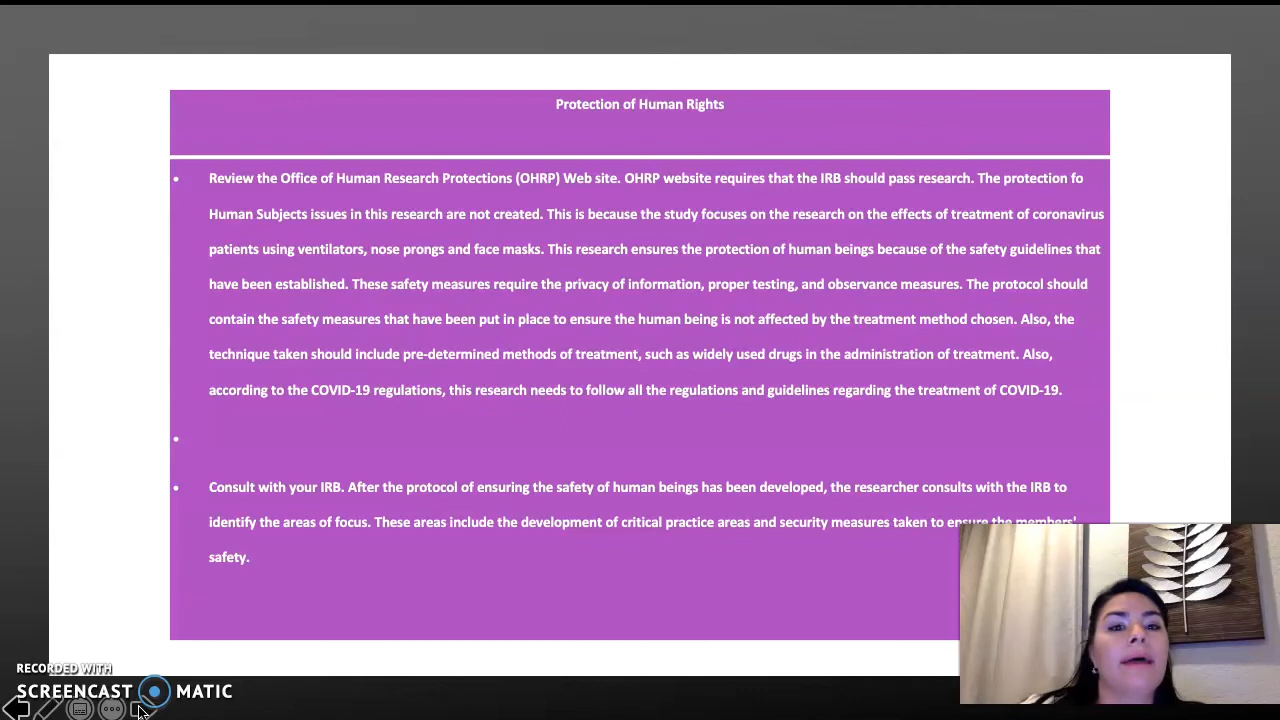 Protection of Human Rights
Review the Office of Human Research Protections (OHRP) Web site. OHRP website requires that the IRB should pass research. The protection fo
Human Subjects issues in this research are not created. This is because the study focuses on the research on the effects of treatment of coronavirus
patients using ventilators, nose prongs and face masks. This research ensures the protection of human beings because of the safety guidelines that
have been established. These safety measures require the privacy of information, proper testing, and observance measures. The protocol should
contain the safety measures that have been put in place to ensure the human being is not affected by the treatment method chosen. Also, the
technique taken should include pre-determined methods of treatment, such as widely used drugs in the administration of treatment. Also,
according to the COVID-19 regulations, this research needs to follow all the regulations and guidelines regarding the treatment of COVID-19.
Consult with your IRB. After the protocol of ensuring the safety of human beings has been developed, the researcher consults with the IRB to
identify the areas of focus. These areas include the development of critical practice areas and security measures taken to ensure the members'
safety.
RECORDED WITH
SCREENCAST MATIC